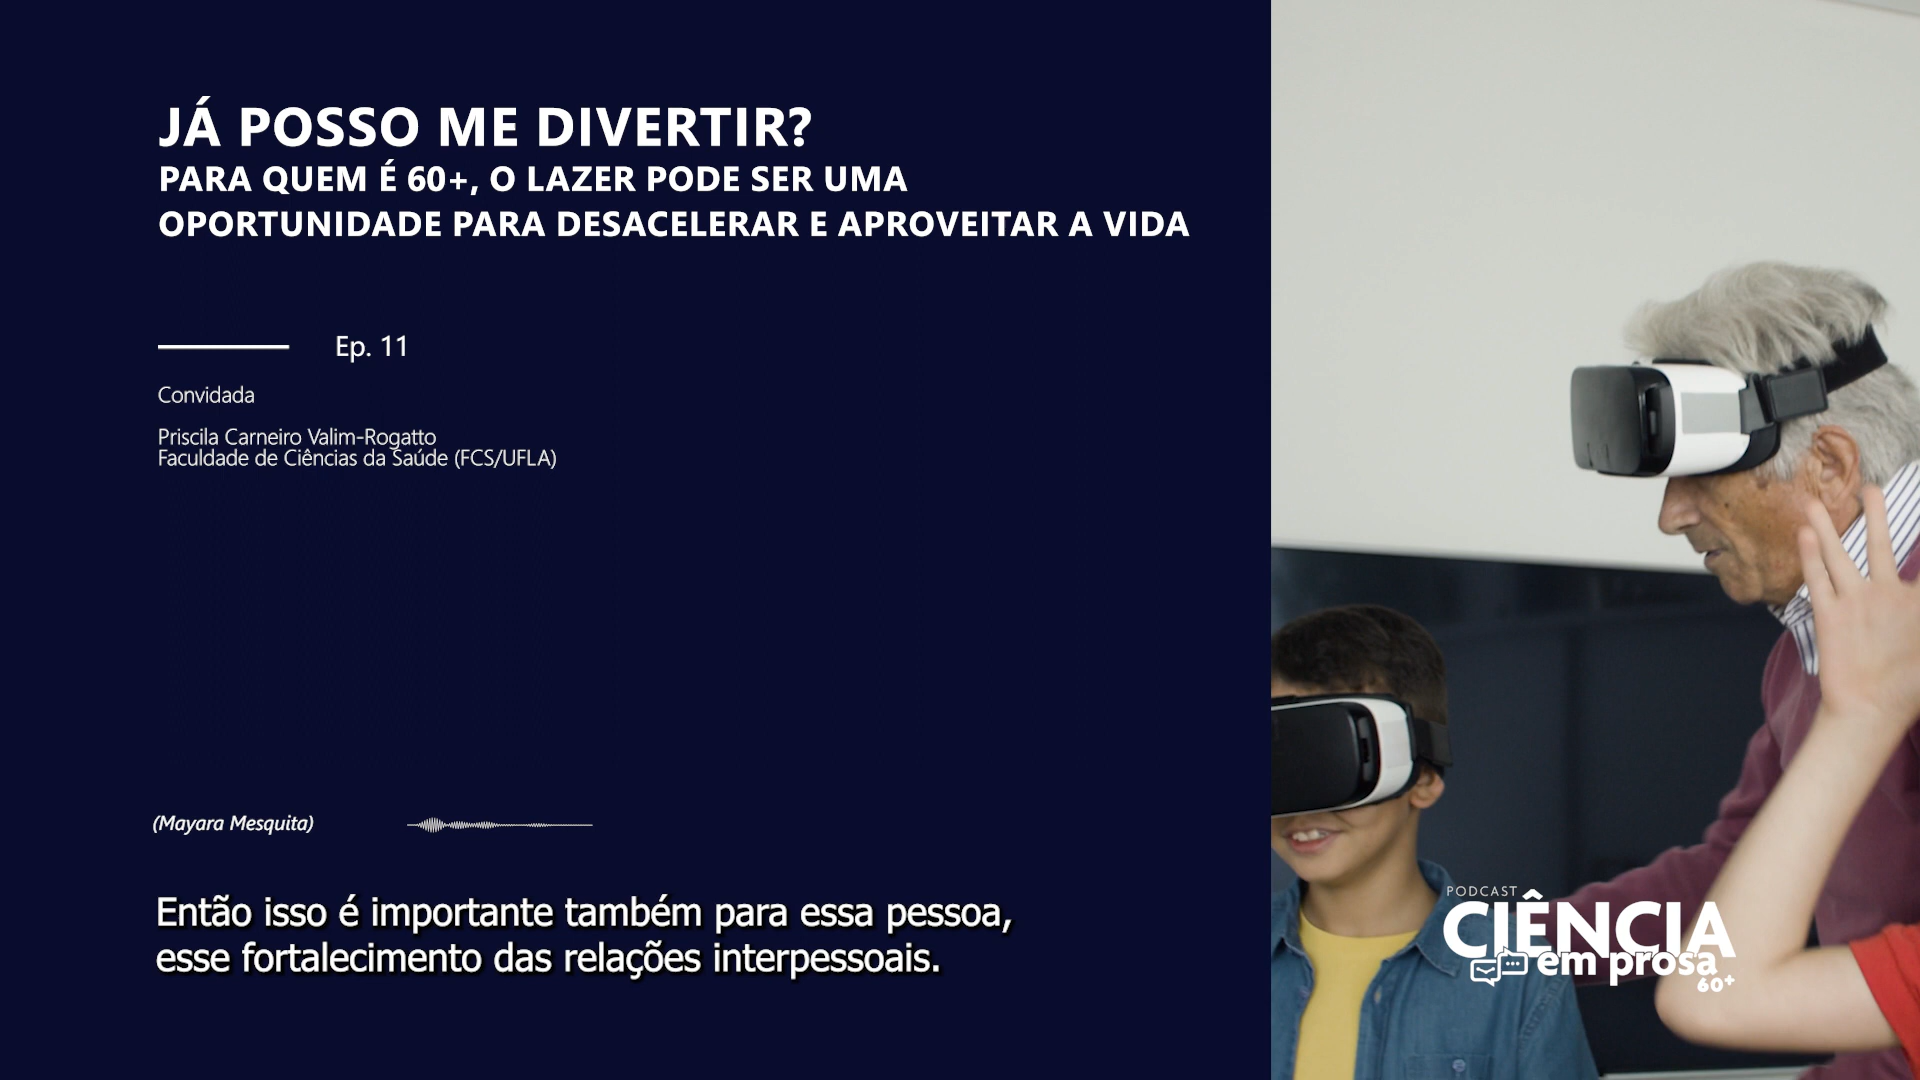 JÁ POSSO ME DIVERTIR?
PARA QUEM É 60+, O LAZER PODE SER UMA
OPORTUNIDADE PARA DESACELERAR E APROVEITAR A VIDA
Ep. 11
Convidada
Priscila Carneiro Valim-Rogatto
Faculdade de Ciências da Saúde (FCS/UFLA)
(Mayara Mesquita)
Então isso é importante também para essa pessoa,
esse fortalecimento das relações interpessoais.
PODCAST
CIÊNCIA
em prosa
60+